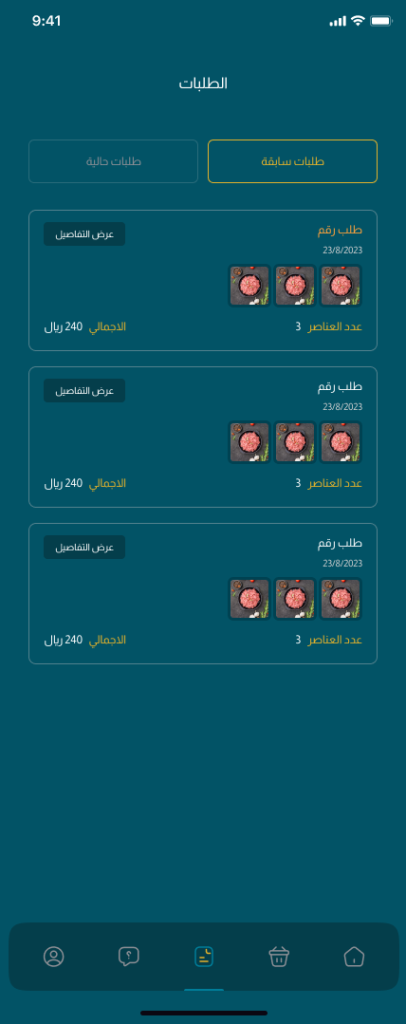 9:41
الطلبات
طلبات سابقة
طلبات حالية
طلب رقم
عرض التفاصيل
23/8/2023
عدد العناصر 3
الاجمالي 240 ريال
طلب رقم
عرض التفاصيل
23/8/2023
عدد العناصر 3
الاجمالي 240 ريال
طلب رقم
عرض التفاصيل
23/8/2023
عدد العناصر 3
الاجمالي 240 ريال